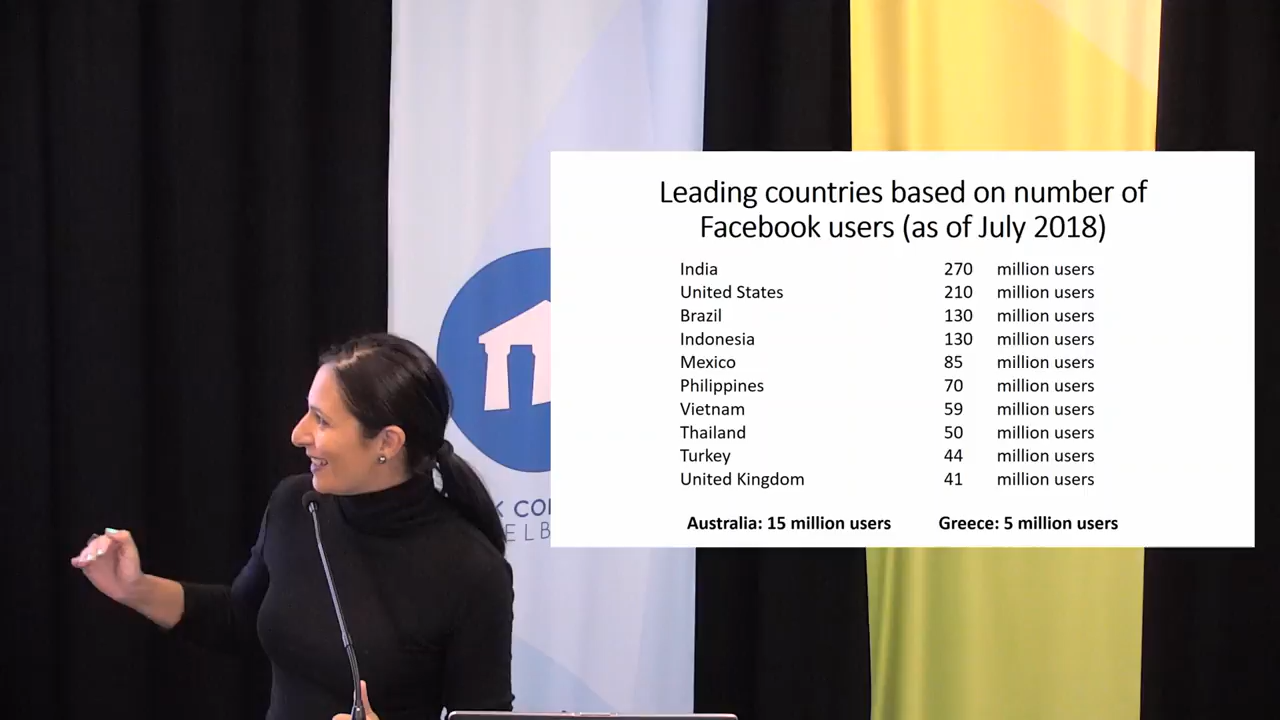 Leading countries based on number of
Facebook users (as of July 2018)
India 270 million users
United States 210 million users
Brazil 130 million users
Indonesia 130 million users
Mexico 85 million users
Philippines 70 million users
Vietnam 59 million users
Thailand 50 million users
Turkey 44 million users
United Kingdom 41 million users
Australia: 15 million users Greece: 5 million users